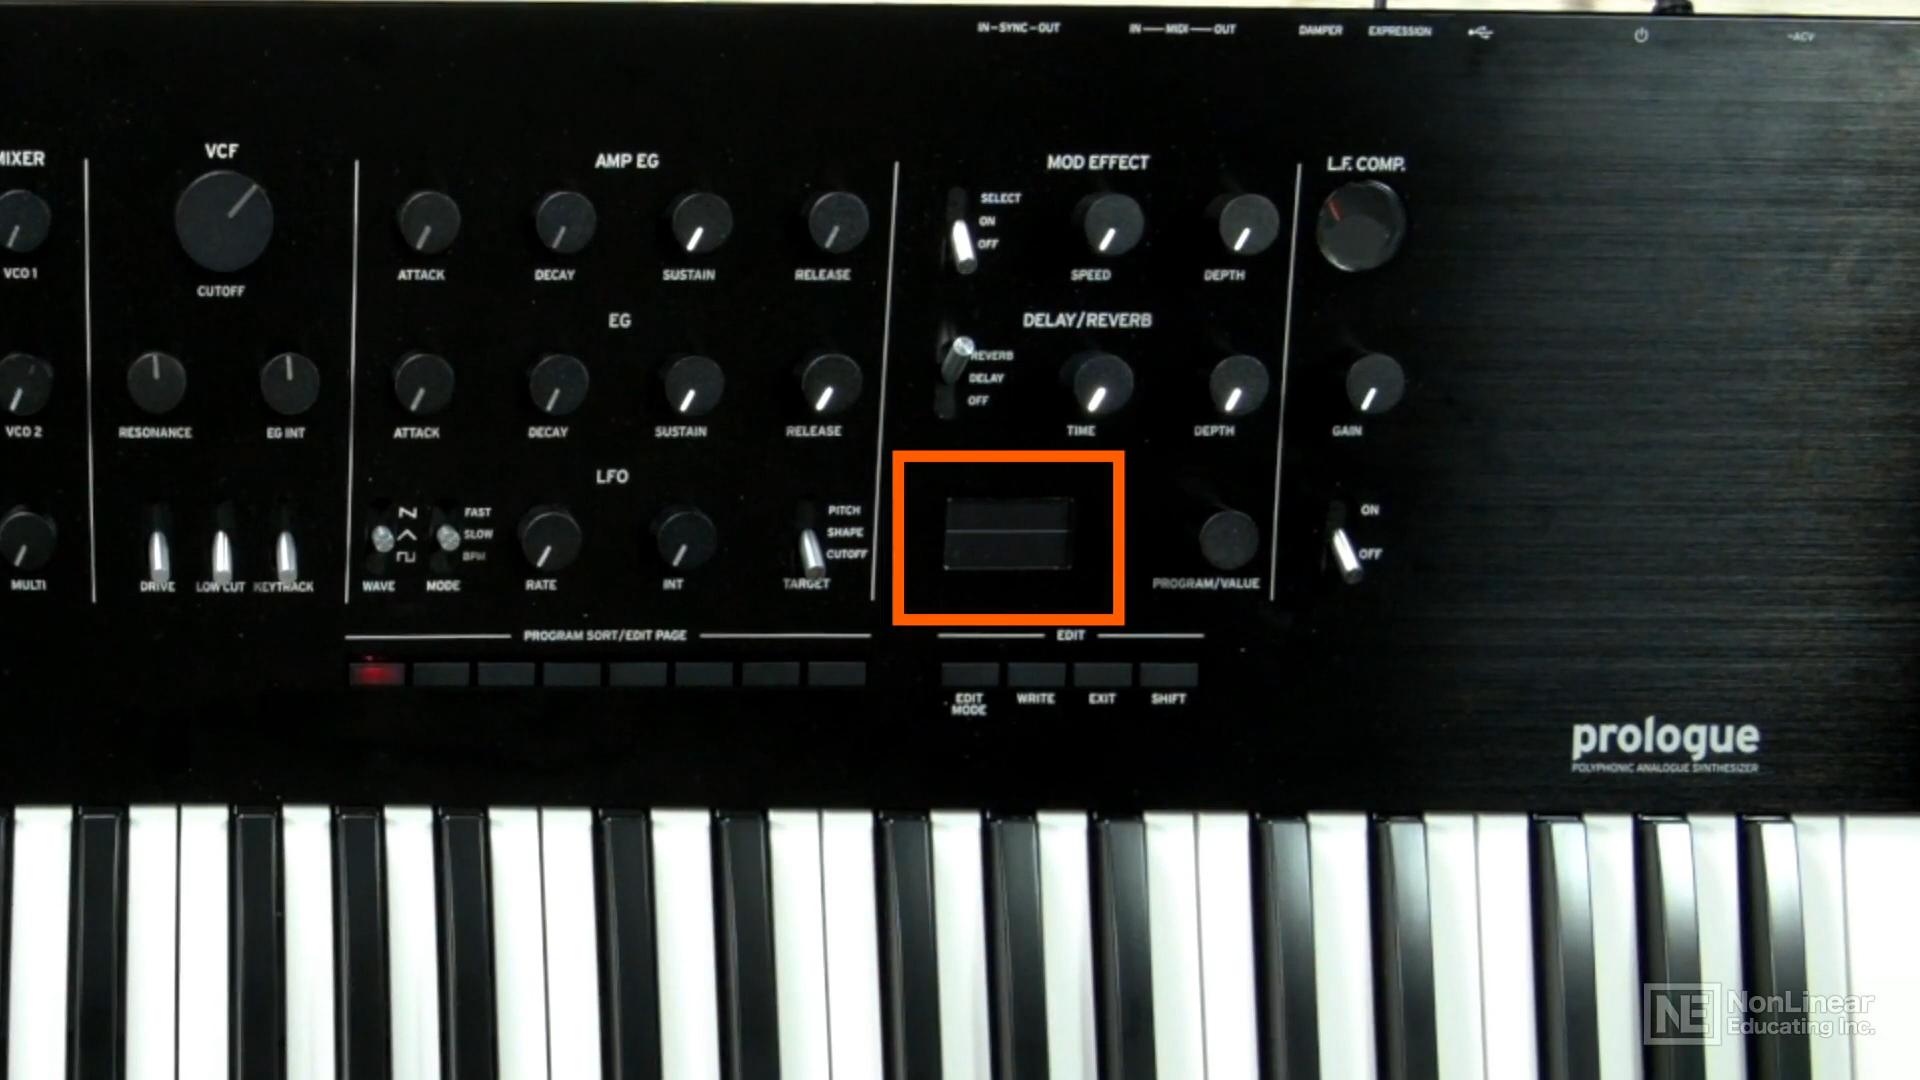 IN-SYNC-OUT
IN—MIDI—OUT
DAMPER
EXPRESSION
MIXER
VCF
AMP EG
MOD EFFECT
L.F. COMP.
SELECT
ON
OFF
VCO 1
CUTOFF
ATTACK
DECAY
SUSTAIN
RELEASE
SPEED
DEPTH
EG
DELAY/REVERB
REVERB
DELAY
OFF
VCO 2
RESONANCE
EG INT
ATTACK
DECAY
SUSTAIN
RELEASE
TIME
DEPTH
GAIN
LFO
FAST
SLOW
BPM
PITCH
SHAPE
CUTOFF
ON
OFF
MULTI
DRIVE
LOW CUT
KEYTRACK
WAVE
MODE
RATE
INT
TARGET
PROGRAM/VALUE
PROGRAM SORT/EDIT PAGE
EDIT
EDIT
MODE
WRITE
EXIT
SHIFT
prologue
POLYPHONIC ANALOGUE SYNTHESIZER
NE NonLinear
Educating Inc.